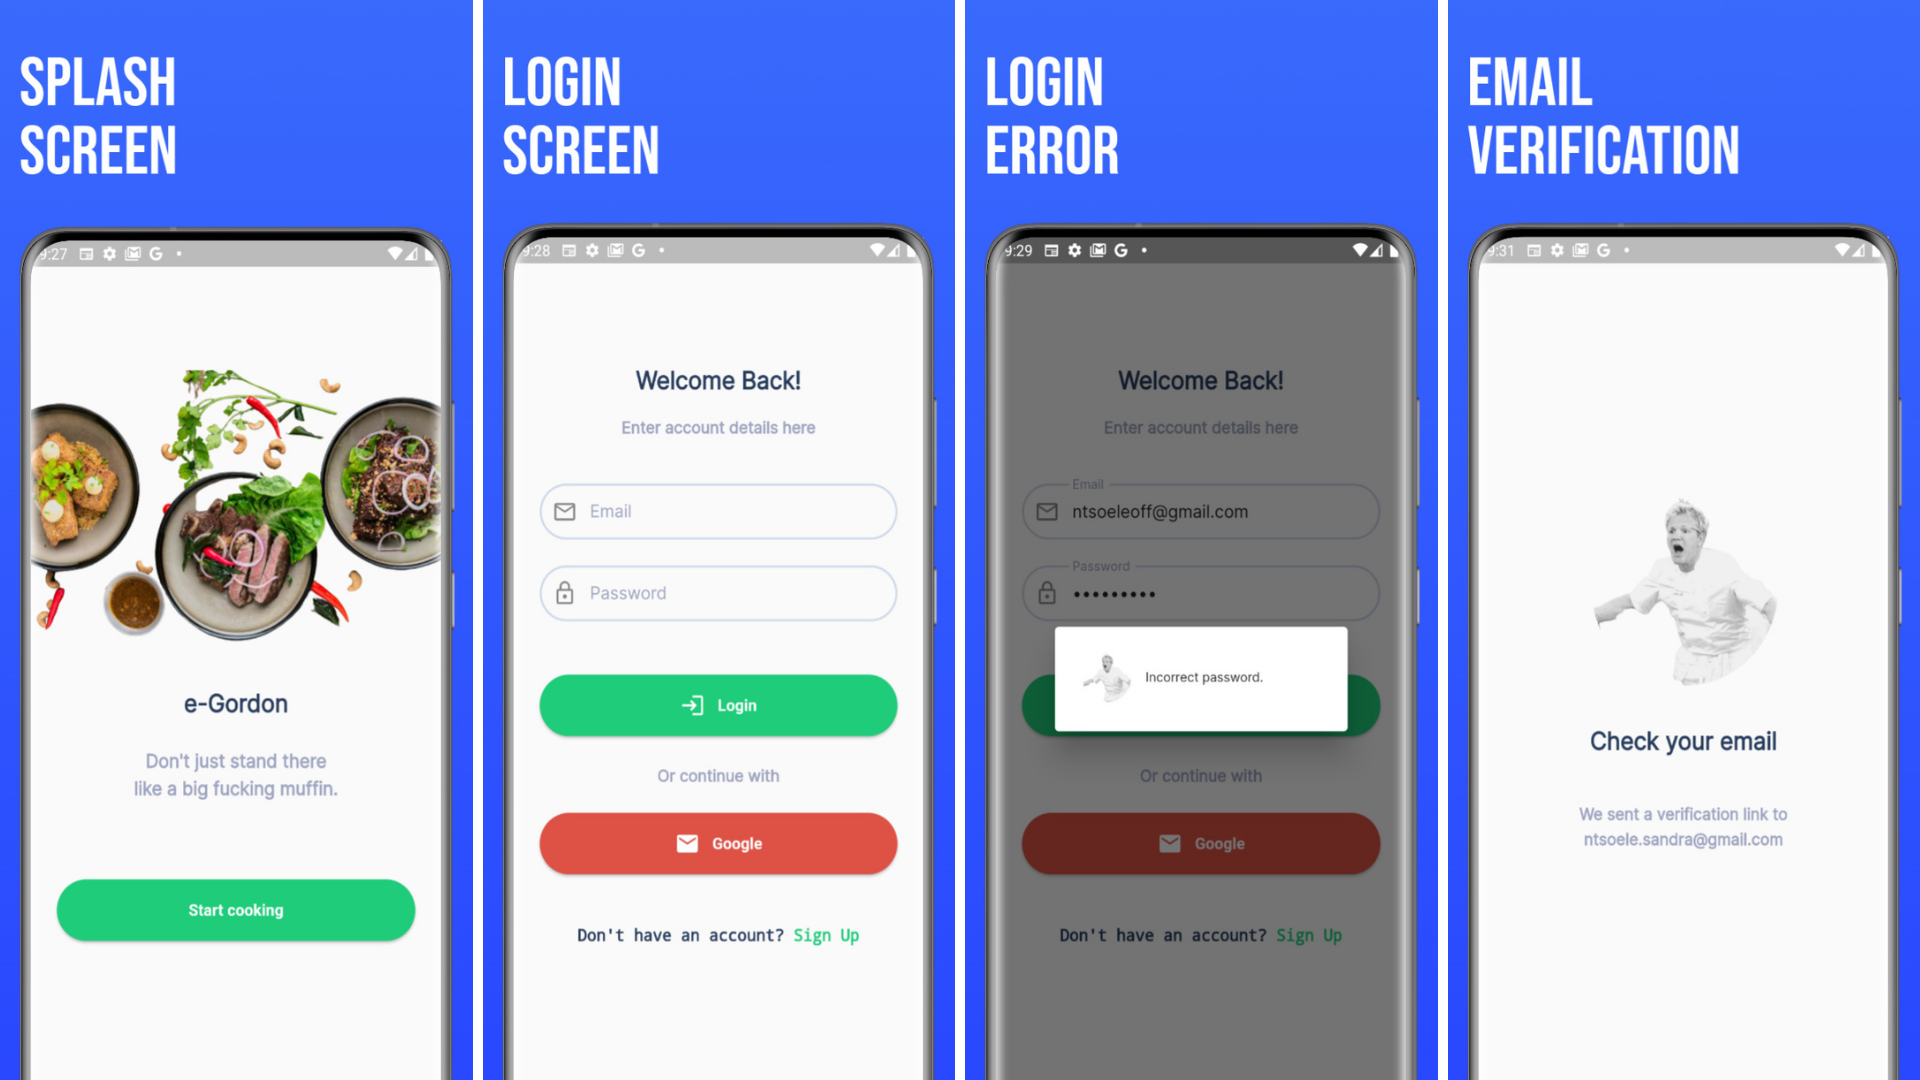 SPLASH
SCREEN
9:27
e-Gordon
Don't just stand there
like a big fucking muffin.
Start cooking
LOGIN
SCREEN
9:28
Welcome Back!
Enter account details here
Email
Password
Login
Or continue with
Google
Don't have an account? Sign Up
LOGIN
ERROR
9:29
Welcome Back!
Enter account details here
Email
ntsoeleoff@gmail.com
Password
•••••••••
Incorrect password.
Or continue with
Google
Don't have an account? Sign Up
EMAIL
VERIFICATION
9:31
Check your email
We sent a verification link to
ntsoele.sandra@gmail.com